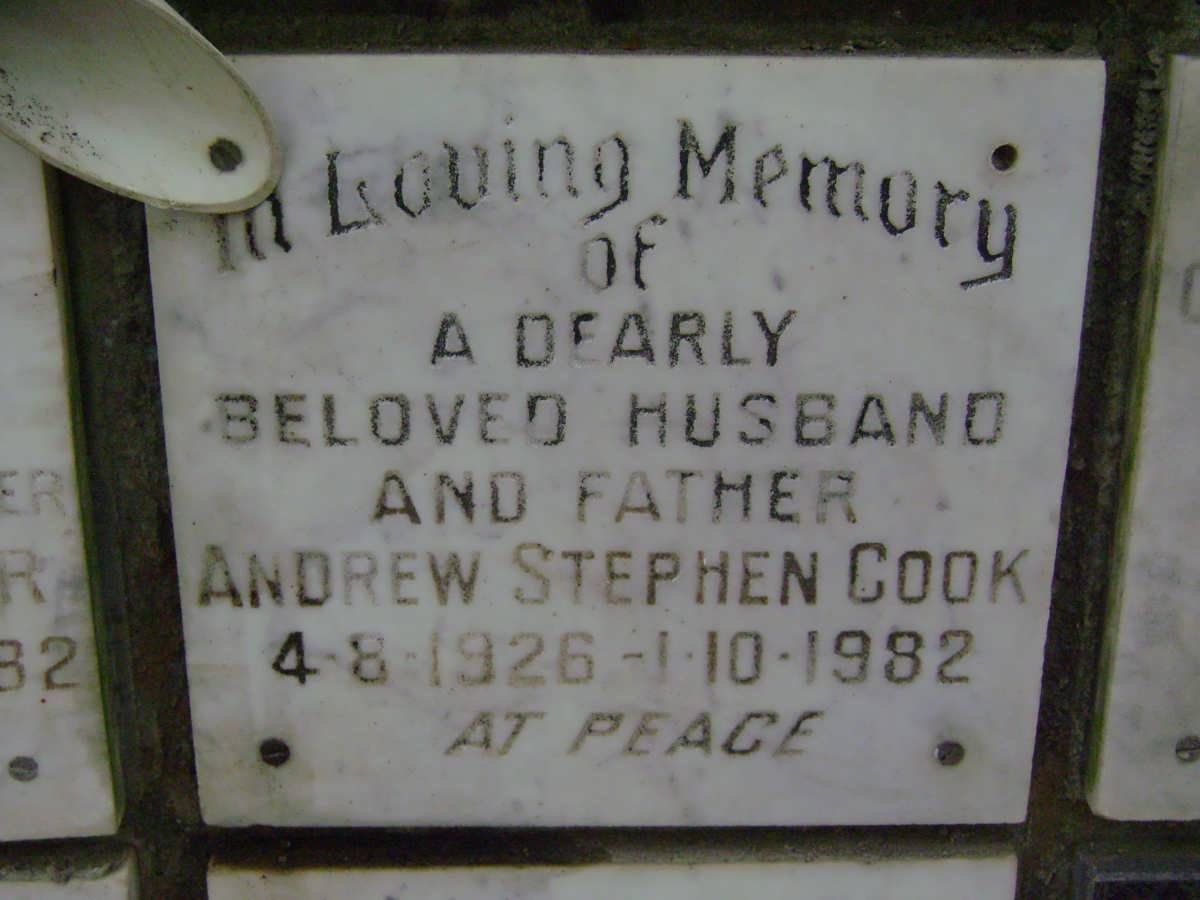 In Loving Memory
of
A DEARLY
BELOVED HUSBAND
AND FATHER
ANDREW STEPHEN COOK
4-8-1926-1-10-1982
AT PEACE